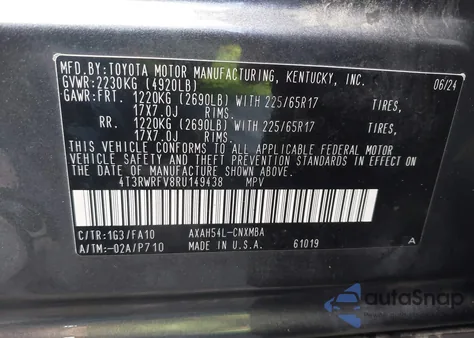 MFD.BY:TOYOTA MOTOR MANUFACTURING, KENTUCKY, INC. 06/24
GVWR:2230KG (4920LB)
GAWR:FRT. 1220KG (2690LB) WITH 225/65R17 TIRES,
17X7.0J RIMS.
RR. 1220KG (2690LB) WITH 225/65R17 TIRES,
17X7.0J RIMS.
THIS VEHICLE CONFORMS TO ALL APPLICABLE FEDERAL MOTOR
VEHICLE SAFETY AND THEFT PREVENTION STANDARDS IN EFFECT ON
THE DATE OF MANUFACTURE SHOWN ABOVE.
4T3RWRFV8RU149438 MPV
C/TR:1G3/FA10 AXAH54L-CNXMBA
A/TM:-02A/P710 MADE IN U.S.A. 61019 A
autoSnap